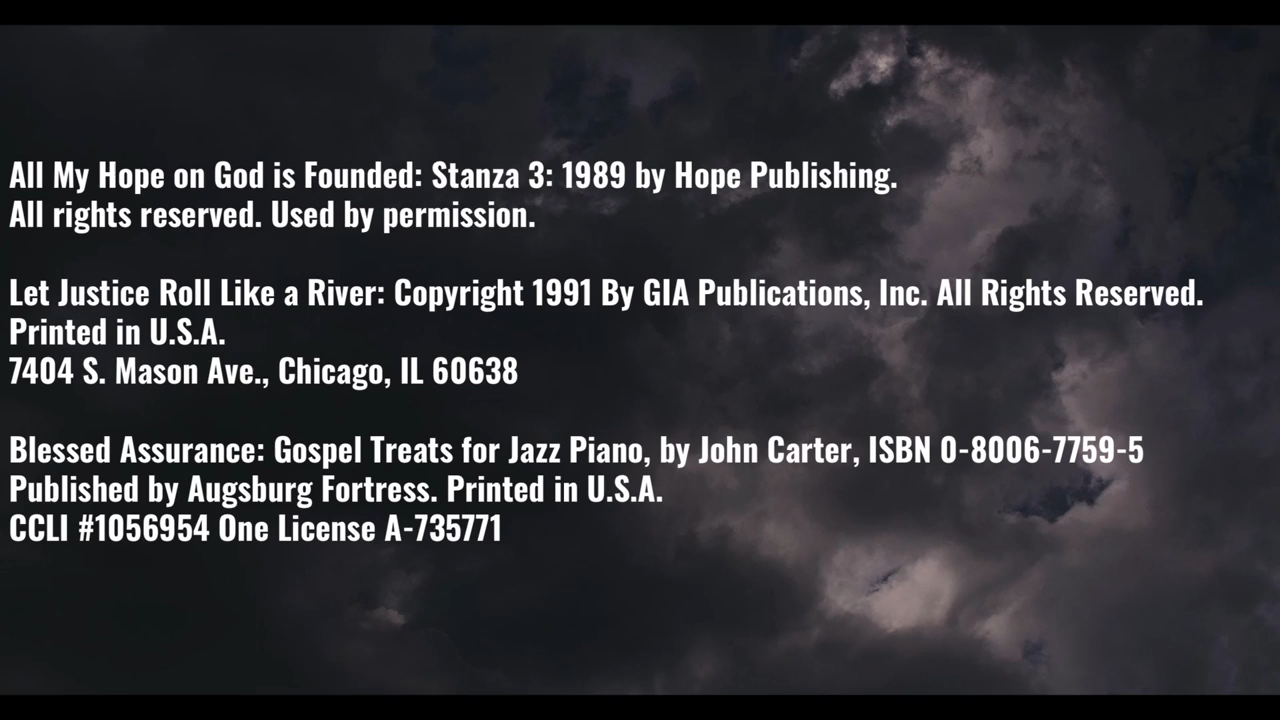 All My Hope on God is Founded: Stanza 3: 1989 by Hope Publishing.
All rights reserved. Used by permission.
Let Justice Roll Like a River: Copyright 1991 By GIA Publications, Inc. All Rights Reserved.
Printed in U.S.A.
7404 S. Mason Ave., Chicago, IL 60638
Blessed Assurance: Gospel Treats for Jazz Piano, by John Carter, ISBN 0-8006-7759-5
Published by Augsburg Fortress. Printed in U.S.A.
CCLI #1056954 One License A-735771